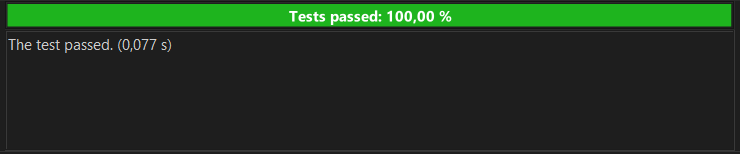 Tests passed: 100,00 %
The test passed. (0,077 s)